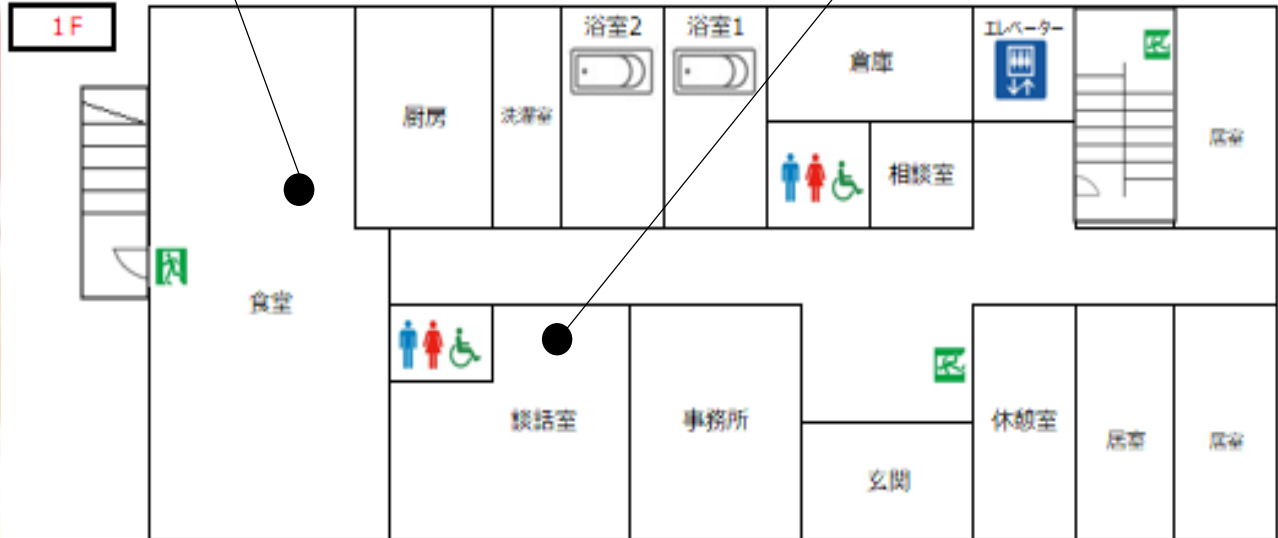 1F
浴室2
浴室1
エレベーター
倉庫
厨房
洗濯室
居室
相談室
食堂
談話室
事務所
休憩室
居室
居室
玄関